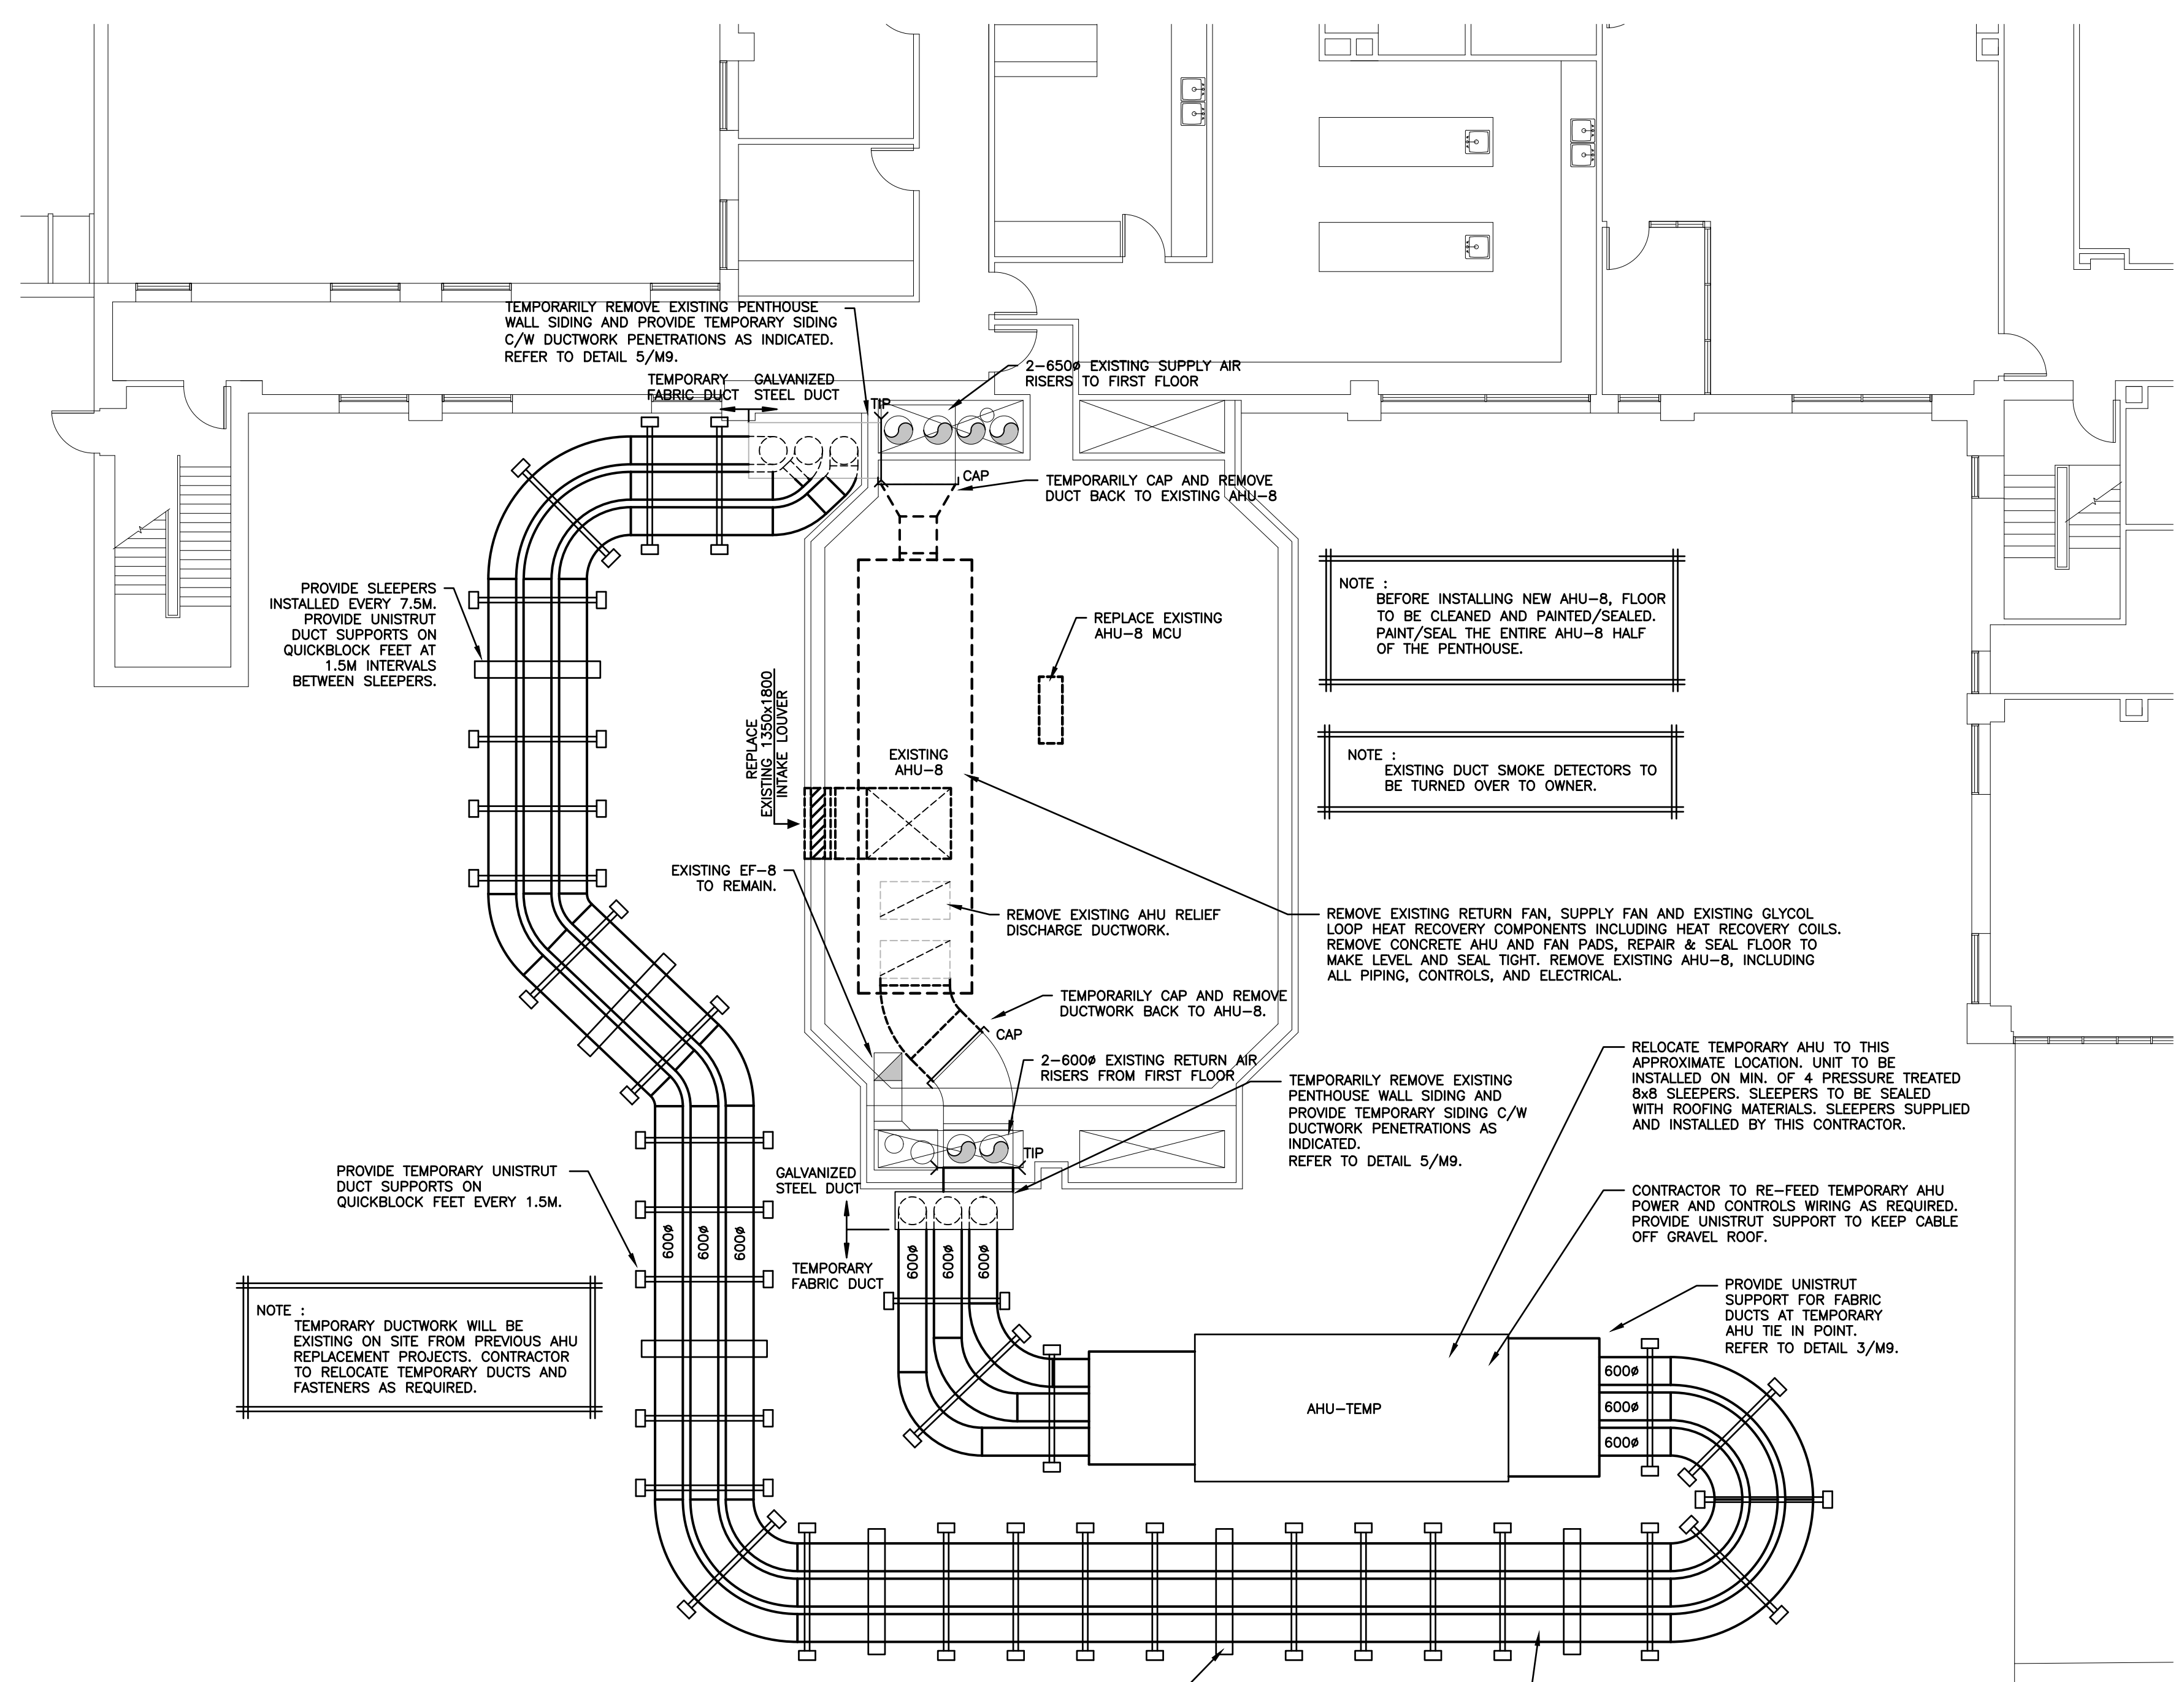 TEMPORARILY REMOVE EXISTING PENTHOUSE
WALL SIDING AND PROVIDE TEMPORARY SIDING
C/W DUCTWORK PENETRATIONS AS INDICATED.
REFER TO DETAIL 5/M9.
2-650ø EXISTING SUPPLY AIR
RISERS TO FIRST FLOOR
TEMPORARY
FABRIC DUCT
GALVANIZED
STEEL DUCT
TIP
CAP
TEMPORARILY CAP AND REMOVE
DUCT BACK TO EXISTING AHU-8
PROVIDE SLEEPERS
INSTALLED EVERY 7.5M.
PROVIDE UNISTRUT
DUCT SUPPORTS ON
QUICKBLOCK FEET AT
1.5M INTERVALS
BETWEEN SLEEPERS.
REPLACE EXISTING
AHU-8 MCU
NOTE :
BEFORE INSTALLING NEW AHU-8, FLOOR
TO BE CLEANED AND PAINTED/SEALED.
PAINT/SEAL THE ENTIRE AHU-8 HALF
OF THE PENTHOUSE.
REPLACE
EXISTING 1350x1800
INTAKE LOUVER
EXISTING
AHU-8
NOTE :
EXISTING DUCT SMOKE DETECTORS TO
BE TURNED OVER TO OWNER.
EXISTING EF-8
TO REMAIN.
REMOVE EXISTING AHU RELIEF
DISCHARGE DUCTWORK.
REMOVE EXISTING RETURN FAN, SUPPLY FAN AND EXISTING GLYCOL
LOOP HEAT RECOVERY COMPONENTS INCLUDING HEAT RECOVERY COILS.
REMOVE CONCRETE AHU AND FAN PADS, REPAIR & SEAL FLOOR TO
MAKE LEVEL AND SEAL TIGHT. REMOVE EXISTING AHU-8, INCLUDING
ALL PIPING, CONTROLS, AND ELECTRICAL.
TEMPORARILY CAP AND REMOVE
DUCTWORK BACK TO AHU-8.
CAP
2-600ø EXISTING RETURN AIR
RISERS FROM FIRST FLOOR
TEMPORARILY REMOVE EXISTING
PENTHOUSE WALL SIDING AND
PROVIDE TEMPORARY SIDING C/W
DUCTWORK PENETRATIONS AS
INDICATED.
REFER TO DETAIL 5/M9.
RELOCATE TEMPORARY AHU TO THIS
APPROXIMATE LOCATION. UNIT TO BE
INSTALLED ON MIN. OF 4 PRESSURE TREATED
8x8 SLEEPERS. SLEEPERS TO BE SEALED
WITH ROOFING MATERIALS. SLEEPERS SUPPLIED
AND INSTALLED BY THIS CONTRACTOR.
TIP
PROVIDE TEMPORARY UNISTRUT
DUCT SUPPORTS ON
QUICKBLOCK FEET EVERY 1.5M.
GALVANIZED
STEEL DUCT
TEMPORARY
FABRIC DUCT
CONTRACTOR TO RE-FEED TEMPORARY AHU
POWER AND CONTROLS WIRING AS REQUIRED.
PROVIDE UNISTRUT SUPPORT TO KEEP CABLE
OFF GRAVEL ROOF.
600ø
600ø
600ø
600ø
600ø
600ø
PROVIDE UNISTRUT
SUPPORT FOR FABRIC
DUCTS AT TEMPORARY
AHU TIE IN POINT.
REFER TO DETAIL 3/M9.
NOTE :
TEMPORARY DUCTWORK WILL BE
EXISTING ON SITE FROM PREVIOUS AHU
REPLACEMENT PROJECTS. CONTRACTOR
TO RELOCATE TEMPORARY DUCTS AND
FASTENERS AS REQUIRED.
AHU-TEMP
600ø
600ø
600ø